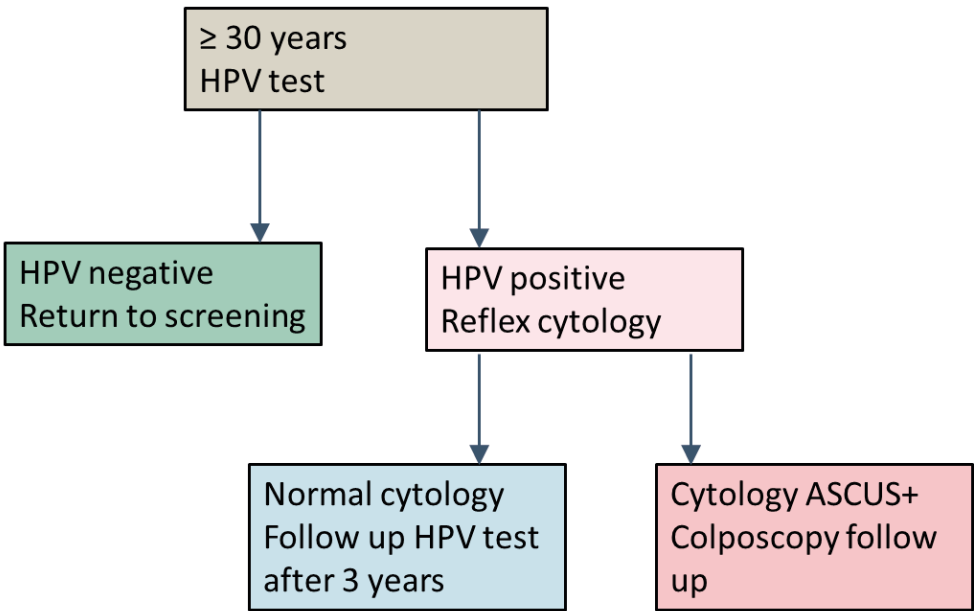 ≥ 30 years
HPV test
HPV negative
Return to screening
HPV positive
Reflex cytology
Normal cytology
Follow up HPV test
after 3 years
Cytology ASCUS+
Colposcopy follow
up